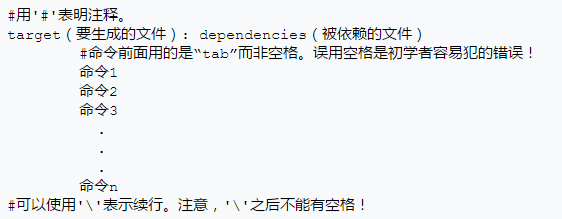 #用'#'表明注释。
target（要生成的文件）: dependencies（被依赖的文件）
#命令前面用的是“tab”而非空格。误用空格是初学者容易犯的错误！
命令1
命令2
命令3
.
.
.
命令n
#可以使用'\'表示续行。注意，'\'之后不能有空格！